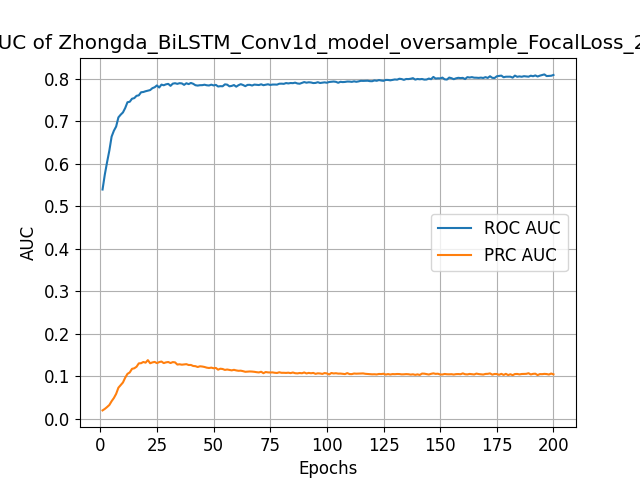 UC of Zhongda_BiLSTM_Conv1d_model_oversample_FocalLoss_2
0.8
0.7
0.6
0.5
0.4
0.3
0.2
0.1
0.0
AUC
ROC AUC
PRC AUC
0 25 50 75 100 125 150 175 200
Epochs